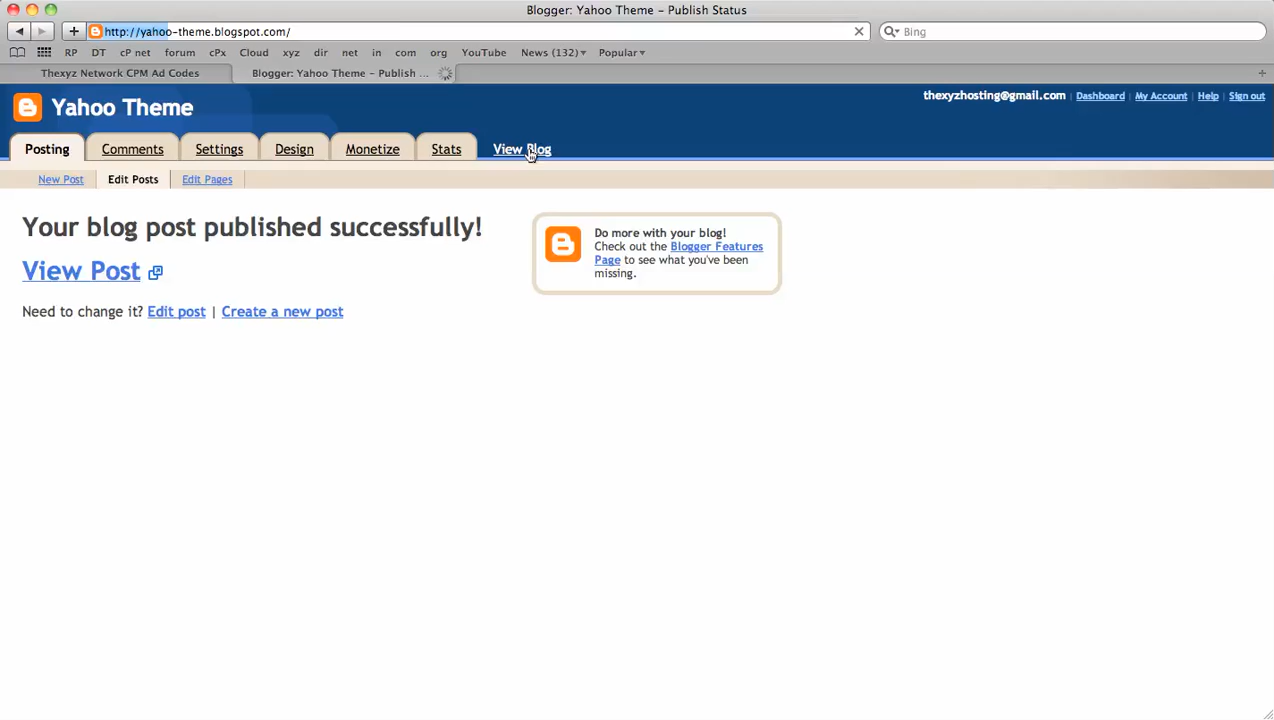 Blogger: Yahoo Theme – Publish Status
http://yahoo-theme.blogspot.com/
Bing
RP DT cP net forum cPx Cloud xyz dir net in com org YouTube News (132) Popular
Thexyz Network CPM Ad Codes
Blogger: Yahoo Theme – Publish ...
Yahoo Theme
thexyzhosting@gmail.com | Dashboard | My Account | Help | Sign out
Posting Comments Settings Design Monetize Stats View Blog
New Post Edit Posts Edit Pages
Your blog post published successfully!
View Post
Need to change it? Edit post | Create a new post
Do more with your blog!
Check out the Blogger Features
Page to see what you've been
missing.